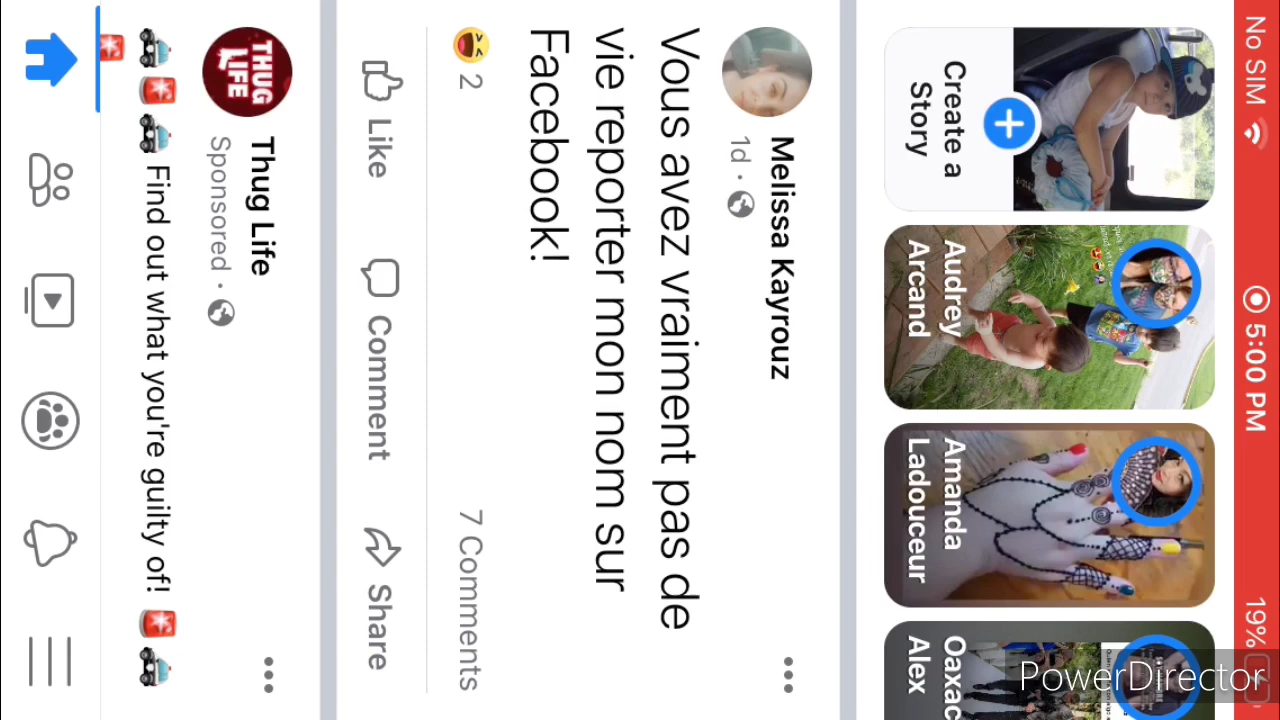 No SIM 5:00 PM 19%
Create a
Story
Audrey
Arcand
Amanda
Ladouceur
Oaxac
Alex
Melissa Kayrouz
1d ·
Vous avez vraiment pas de
vie reporter mon nom sur
Facebook!
2 7 Comments
Like Comment Share
THUG
LIFE
Thug Life
Sponsored ·
🚓🚨🚓 Find out what you're guilty of! 🚨🚓
🚨
PowerDirector